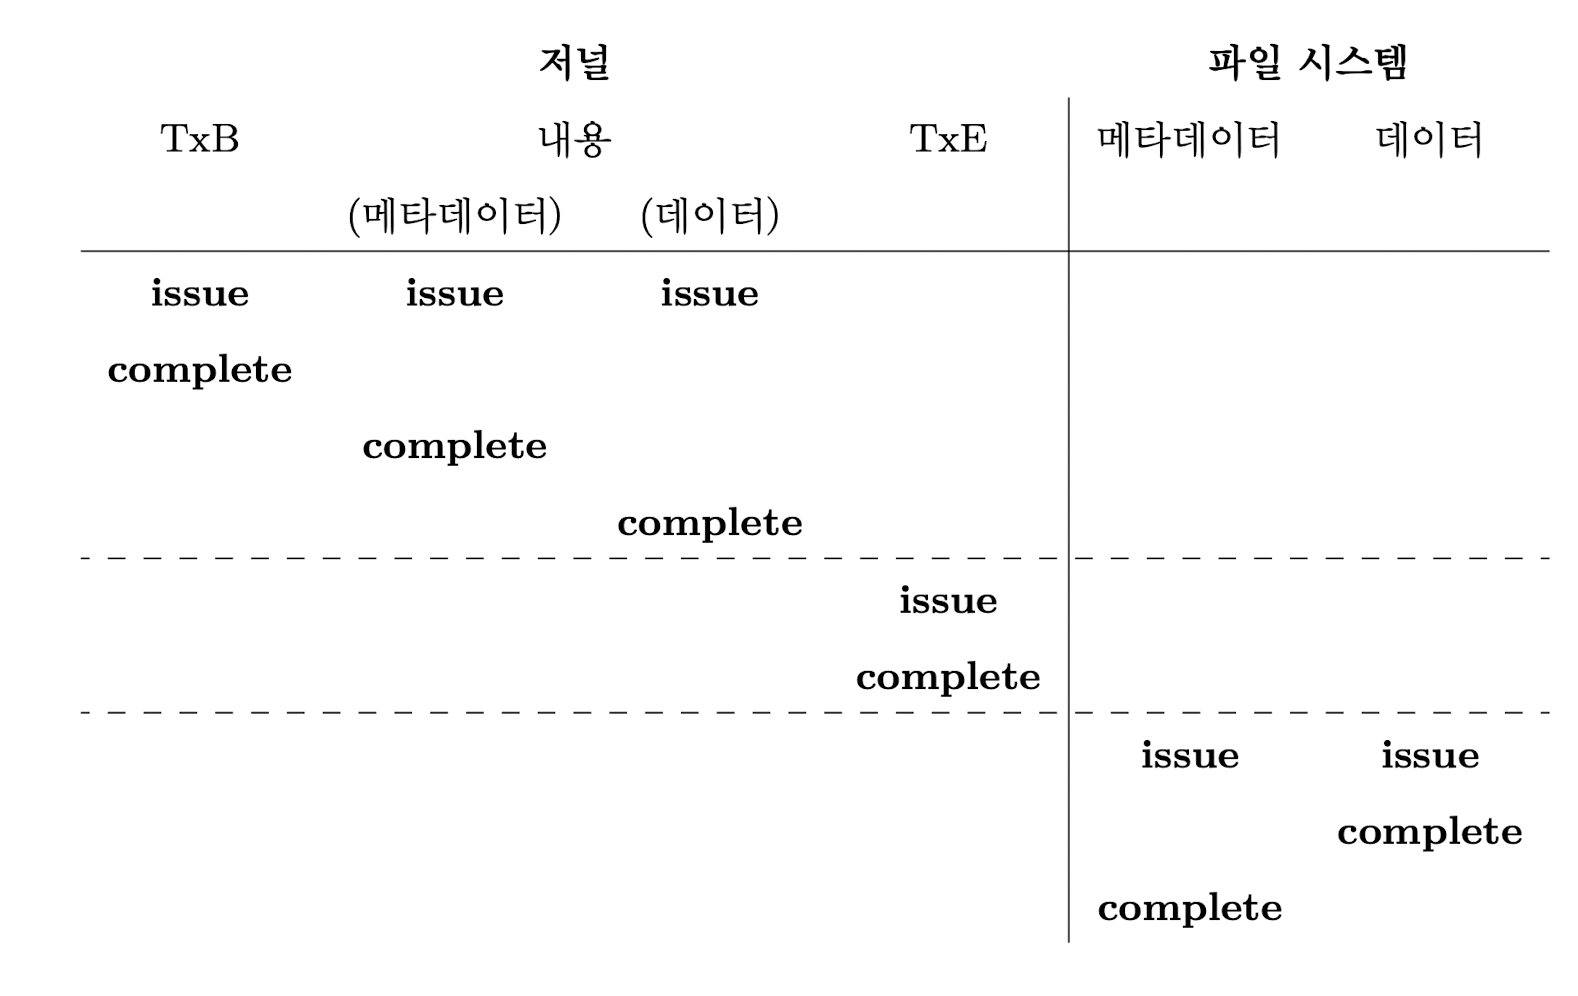 저널 파일 시스템
TxB 내용 TxE 메타데이터 데이터
(메타데이터) (데이터)
issue issue issue
complete
complete
complete
issue
complete
issue issue
complete
complete